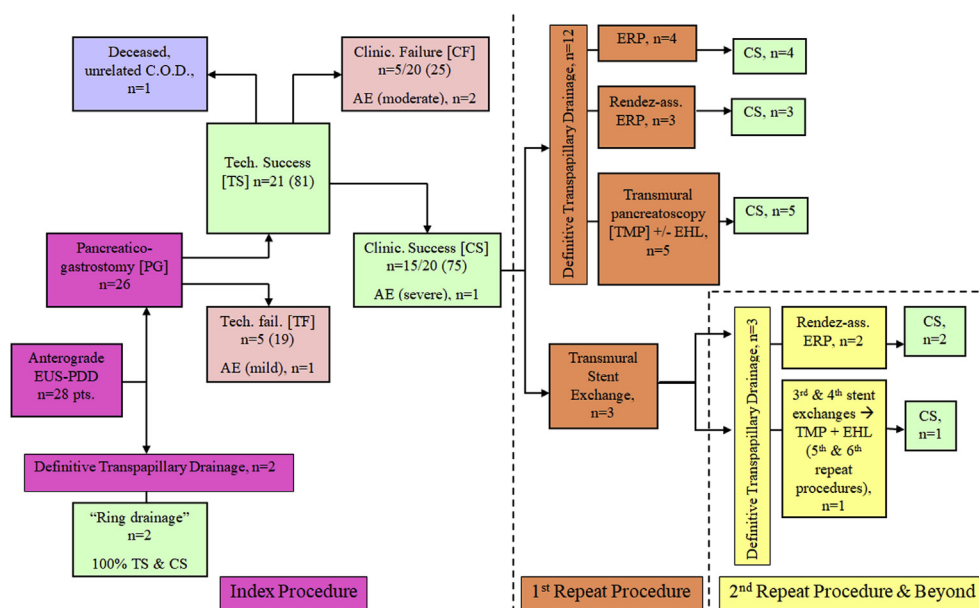 Deceased,
unrelated C.O.D.,
n=1
Clinic. Failure [CF]
n=5/20 (25)
AE (moderate), n=2
Tech. Success
[TS]
n=21 (81)
Pancreatico-
gastrostomy [PG]
n=26
Clinic. Success [CS]
n=15/20 (75)
AE (severe), n=1
Tech. fail. [TF]
n=5 (19)
AE (mild), n=1
Anterograde
EUS-PDD
n=28 pts.
Definitive Transpapillary Drainage, n=2
“Ring drainage”
n=2
100% TS & CS
Index Procedure
Definitive Transpapillary Drainage, n=12
ERP, n=4
CS, n=4
Rendez-ass.
ERP, n=3
CS, n=3
Transmural
pancreatoscopy
[TMP] +/- EHL,
n=5
CS, n=5
Transmural
Stent
Exchange,
n=3
1st Repeat Procedure
Definitive Transpapillary Drainage, n=3
Rendez-ass.
ERP, n=2
CS,
n=2
3rd & 4th stent
exchanges →
TMP + EHL
(5th & 6th
repeat
procedures),
n=1
CS,
n=1
2nd Repeat Procedure & Beyond